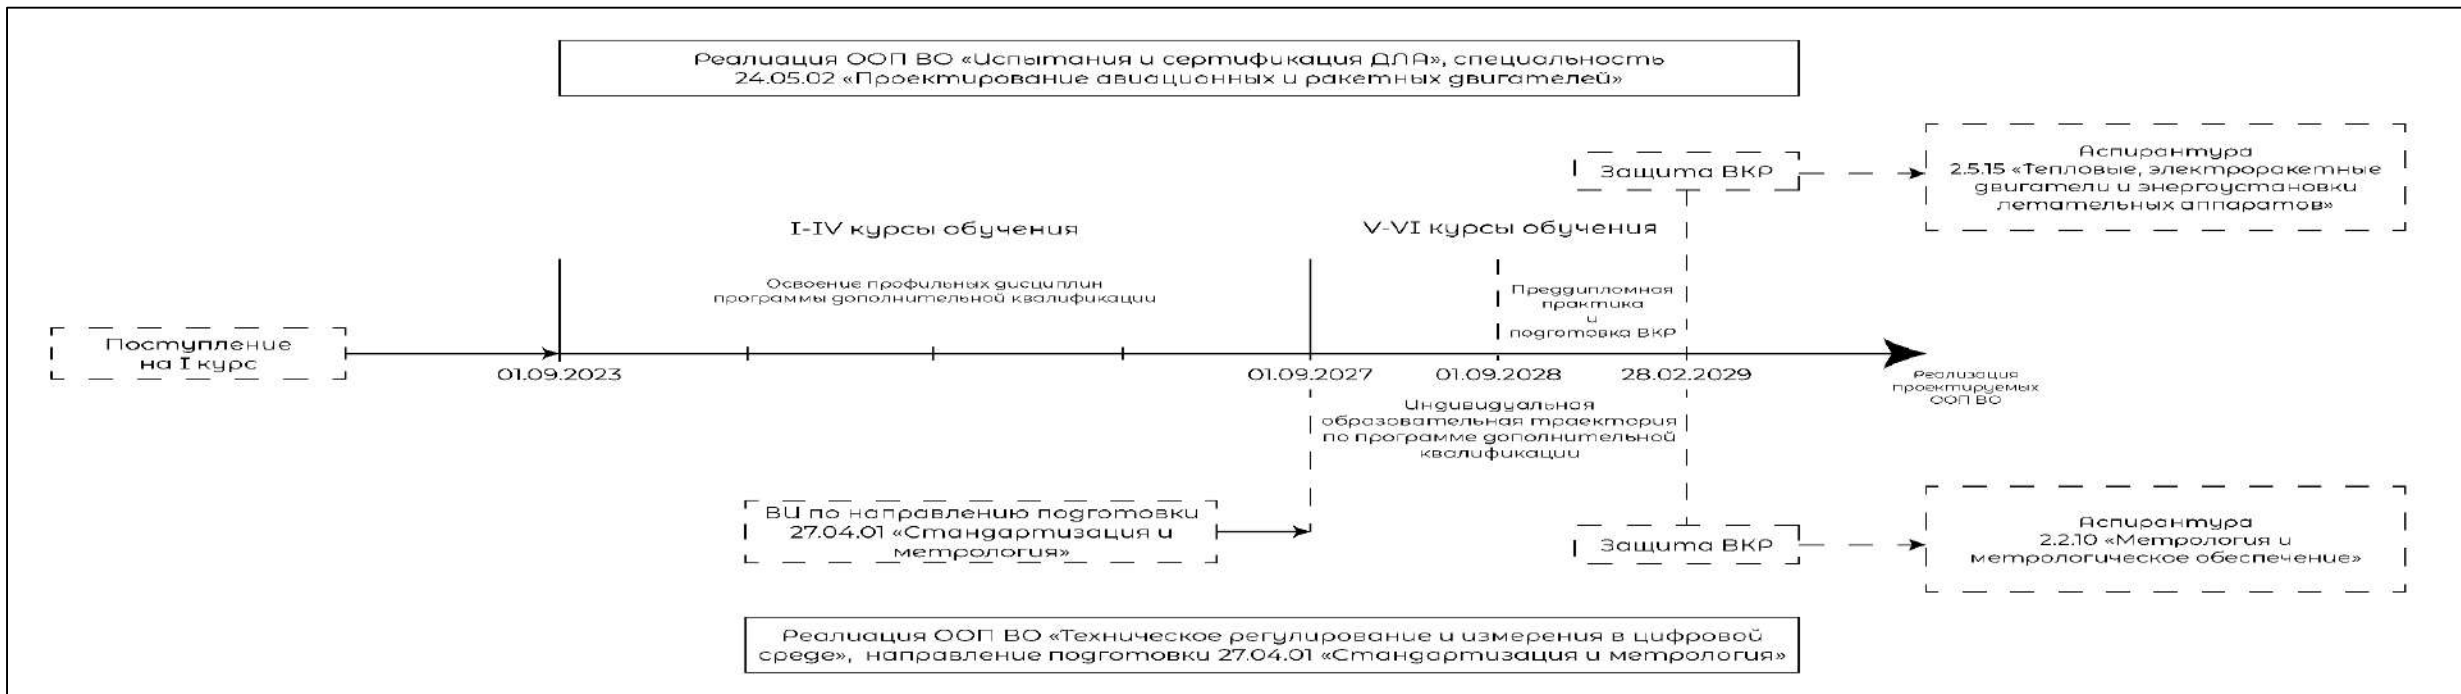 Реалиация ООП ВО «Испытания и сертификация ДЛА», специальность
24.05.02 «Проектирование авиационных и ракетных двигателей»
Защита ВКР
Аспирантура
2.5.15 «Тепловые, электроракетные
двигатели и энергоустановки
летательных аппаратов»
I-IV курсы обучения
V-VI курсы обучения
Освоение профильных дисциплин
программы дополнительной квалификации
Преддипломная
практика
и
подготовка ВКР
Поступление
на I курс
01.09.2023
01.09.2027
01.09.2028
28.02.2029
Реализация
проектируемых
ООП ВО
Индивидуальная
образовательная траектория
по программе дополнительной
квалификации
ВИ по направлению подготовки
27.04.01 «Стандартизация и
метрология»
Защита ВКР
Аспирантура
2.2.10 «Метрология и
метрологическое обеспечение»
Реалиация ООП ВО «Техническое регулирование и измерения в цифровой
среде», направление подготовки 27.04.01 «Стандартизация и метрология»